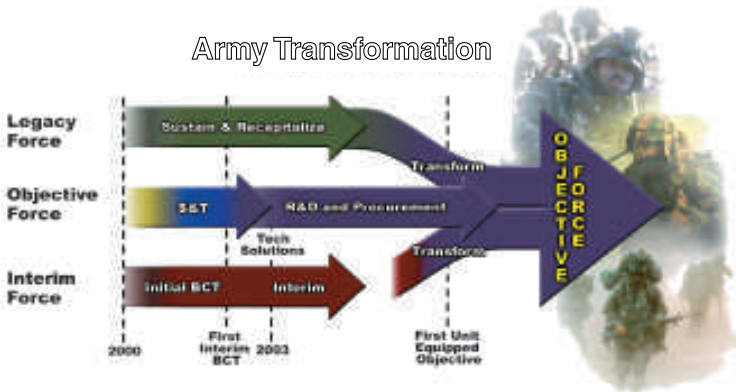 Army Transformation
Legacy
Force
Sustain & Recapitalize
Transform
OBJECTIVE
FORCE
Objective
Force
S&T
R&D and Procurement
Tech
Solutions
Transform
Interim
Force
Initial BCT
Interim
2000
First
Interim
BCT
2003
First Unit
Equipped
Objective